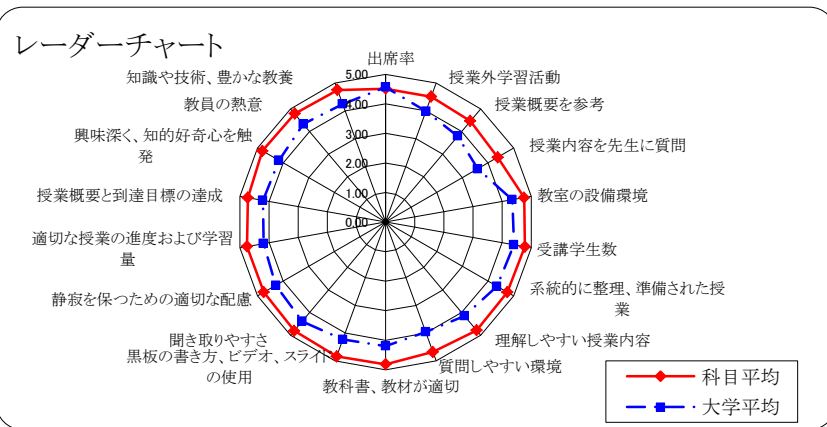 レーダーチャート
出席率
授業外学習活動
授業概要を参考
授業内容を先生に質問
教室の設備環境
受講学生数
系統的に整理、準備された授
業
理解しやすい授業内容
質問しやすい環境
教科書、教材が適切
黒板の書き方、ビデオ、スライド
の使用
聞き取りやすさ
静寂を保つための適切な配慮
適切な授業の進度および学習
量
授業概要と到達目標の達成
興味深く、知的好奇心を触
発
教員の熱意
知識や技術、豊かな教養
5.00
4.00
3.00
2.00
1.00
0.00
科目平均
大学平均